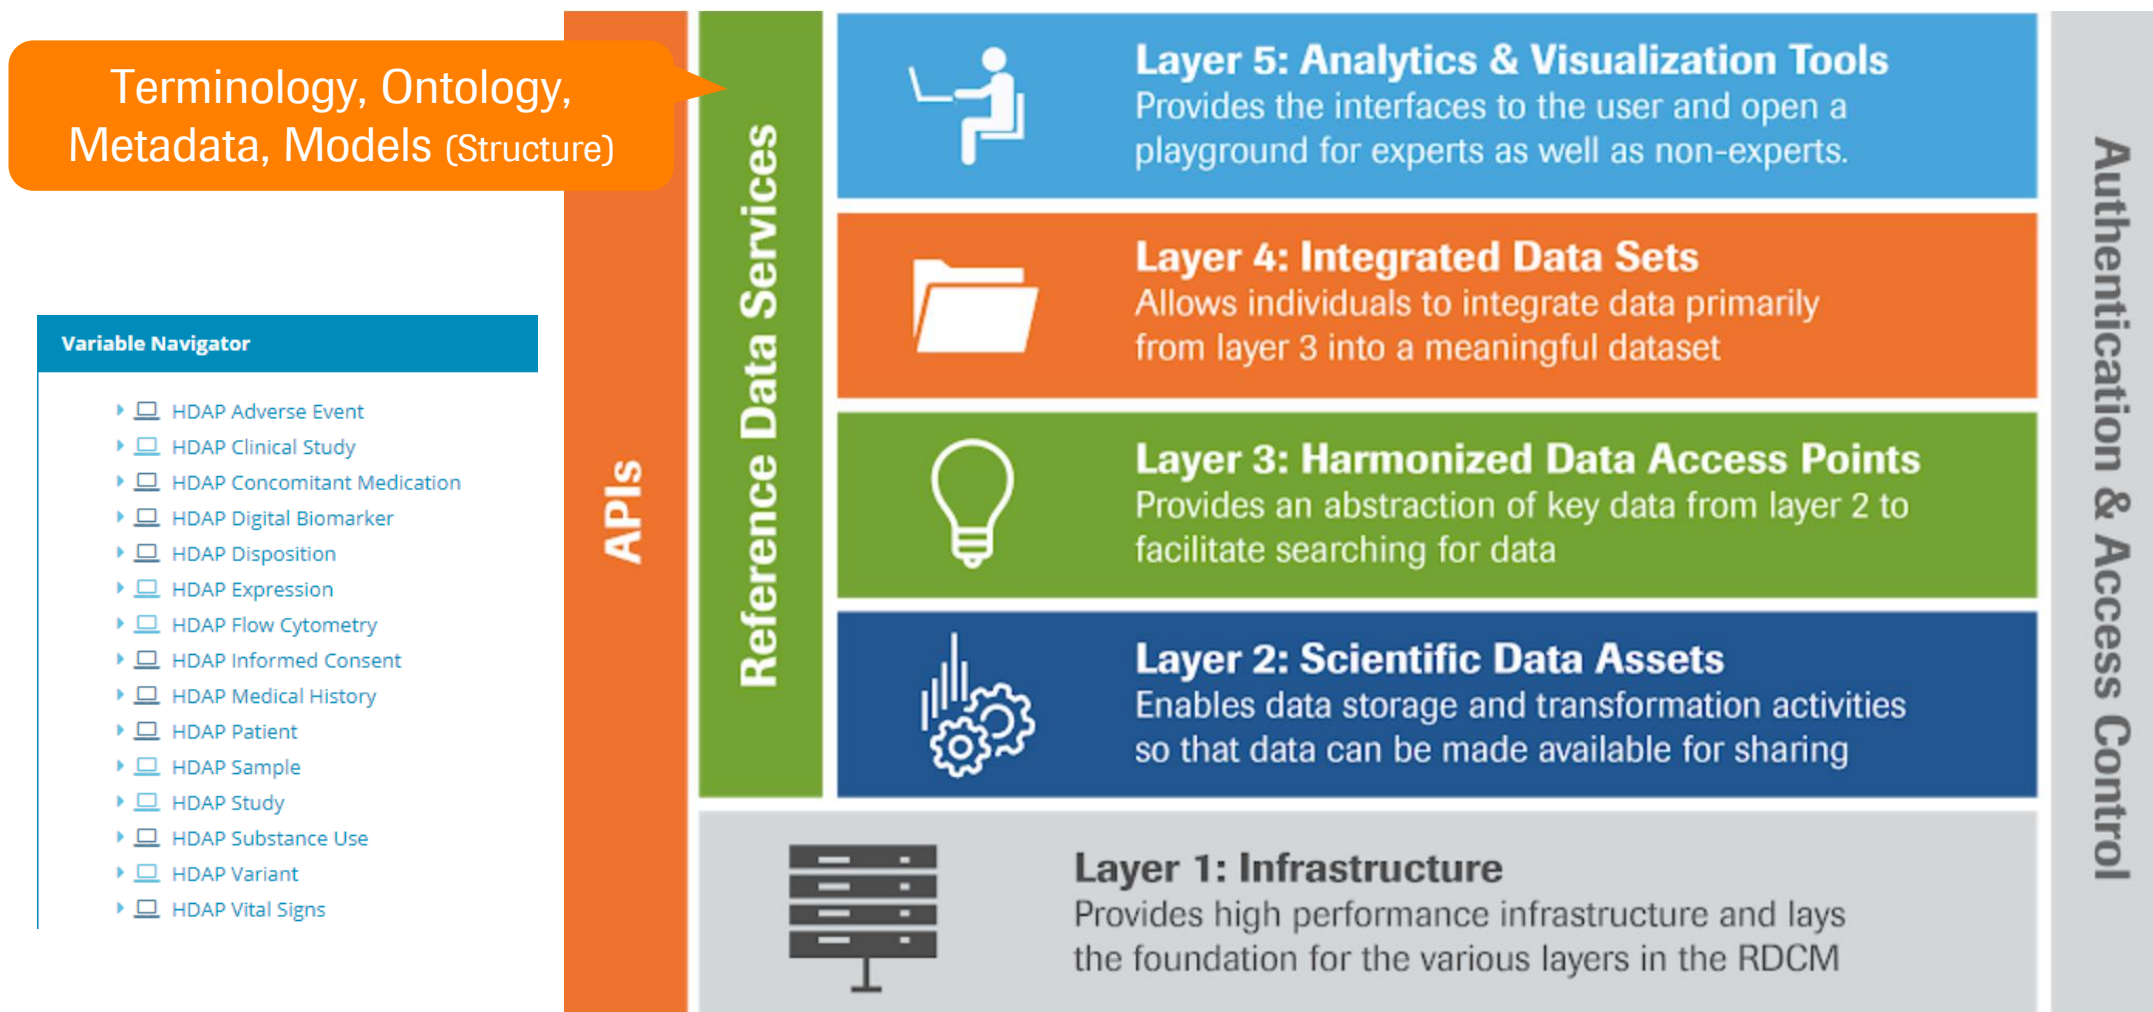 Terminology, Ontology,
Metadata, Models (Structure)
Variable Navigator
HDAP Adverse Event
HDAP Clinical Study
HDAP Concomitant Medication
HDAP Digital Biomarker
HDAP Disposition
HDAP Expression
HDAP Flow Cytometry
HDAP Informed Consent
HDAP Medical History
HDAP Patient
HDAP Sample
HDAP Study
HDAP Substance Use
HDAP Variant
HDAP Vital Signs
APIs
Reference Data Services
Layer 5: Analytics & Visualization Tools
Provides the interfaces to the user and open a
playground for experts as well as non-experts.
Layer 4: Integrated Data Sets
Allows individuals to integrate data primarily
from layer 3 into a meaningful dataset
Layer 3: Harmonized Data Access Points
Provides an abstraction of key data from layer 2 to
facilitate searching for data
Layer 2: Scientific Data Assets
Enables data storage and transformation activities
so that data can be made available for sharing
Layer 1: Infrastructure
Provides high performance infrastructure and lays
the foundation for the various layers in the RDCM
Authentication & Access Control